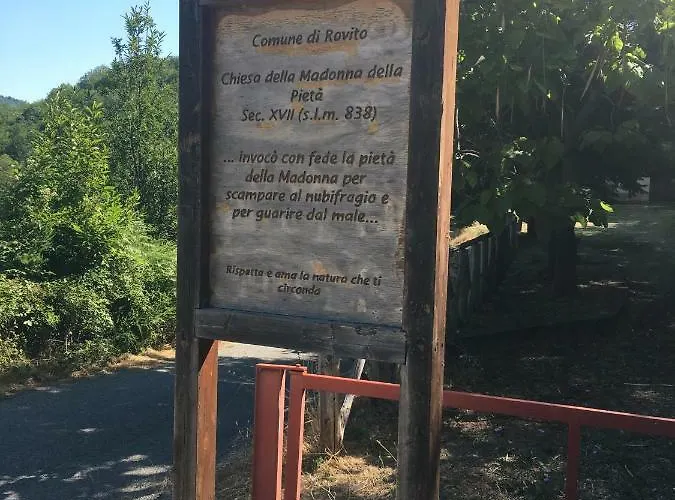 Comune di Rovito
Chiesa della Madonna della
Pietà
Sec. XVII (s.l.m. 838)
... invocò con fede la pietà
della Madonna per
scampare al nubifragio e
per guarire dal male...
Rispetta e ama la natura che ti
circonda